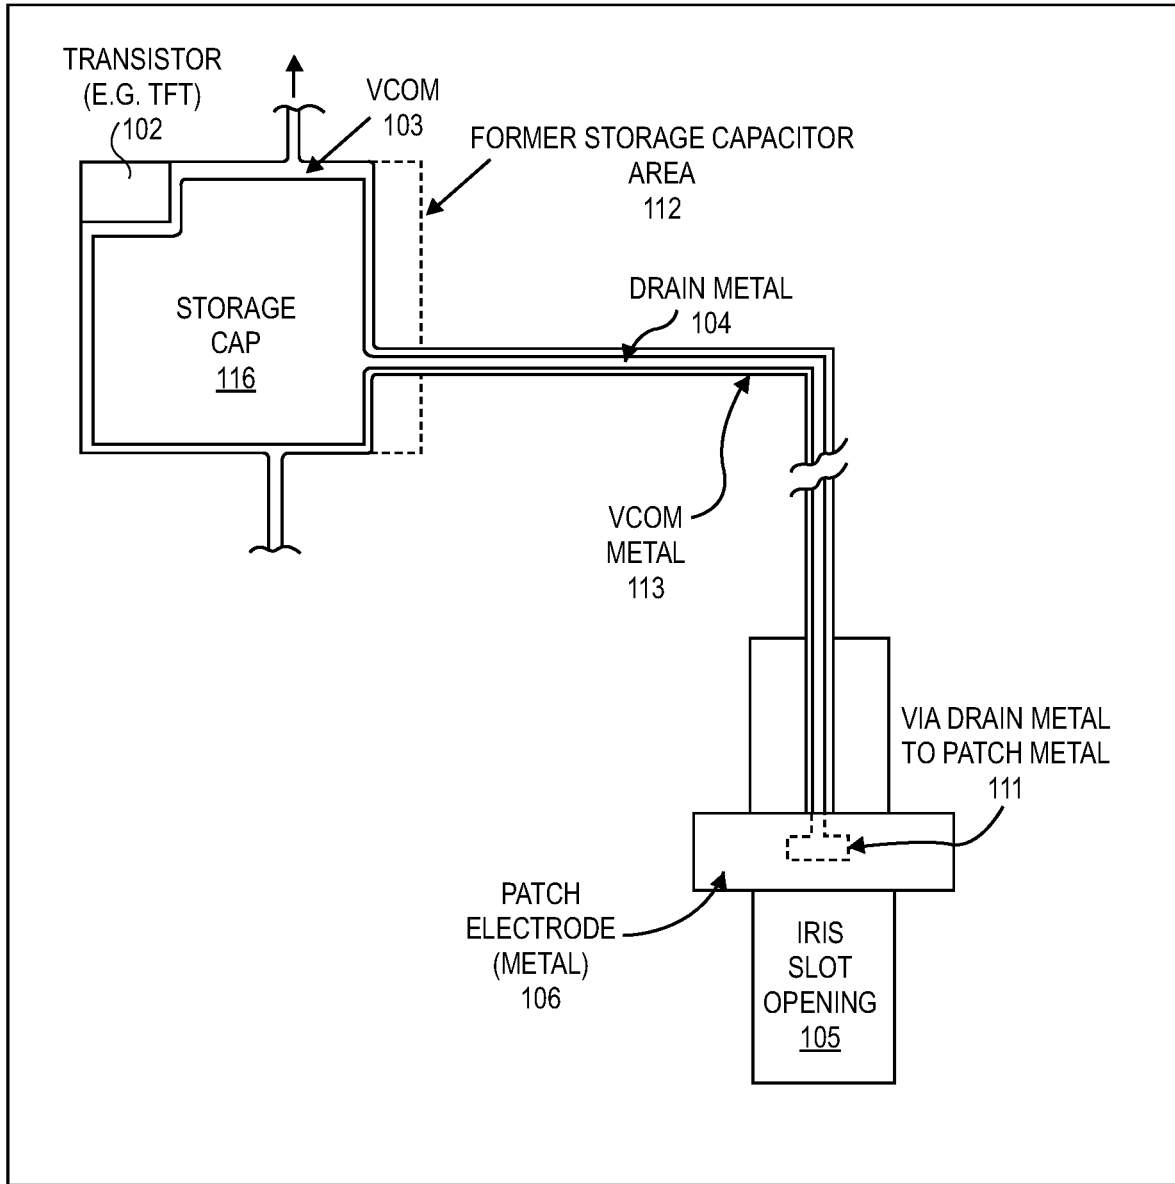 TRANSISTOR
(E.G. TFT)
102
VCOM
103
FORMER STORAGE CAPACITOR
AREA
112
DRAIN METAL
104
STORAGE
CAP
116
VCOM
METAL
113
VIA DRAIN METAL
TO PATCH METAL
111
PATCH
ELECTRODE
(METAL)
106
IRIS
SLOT
OPENING
105